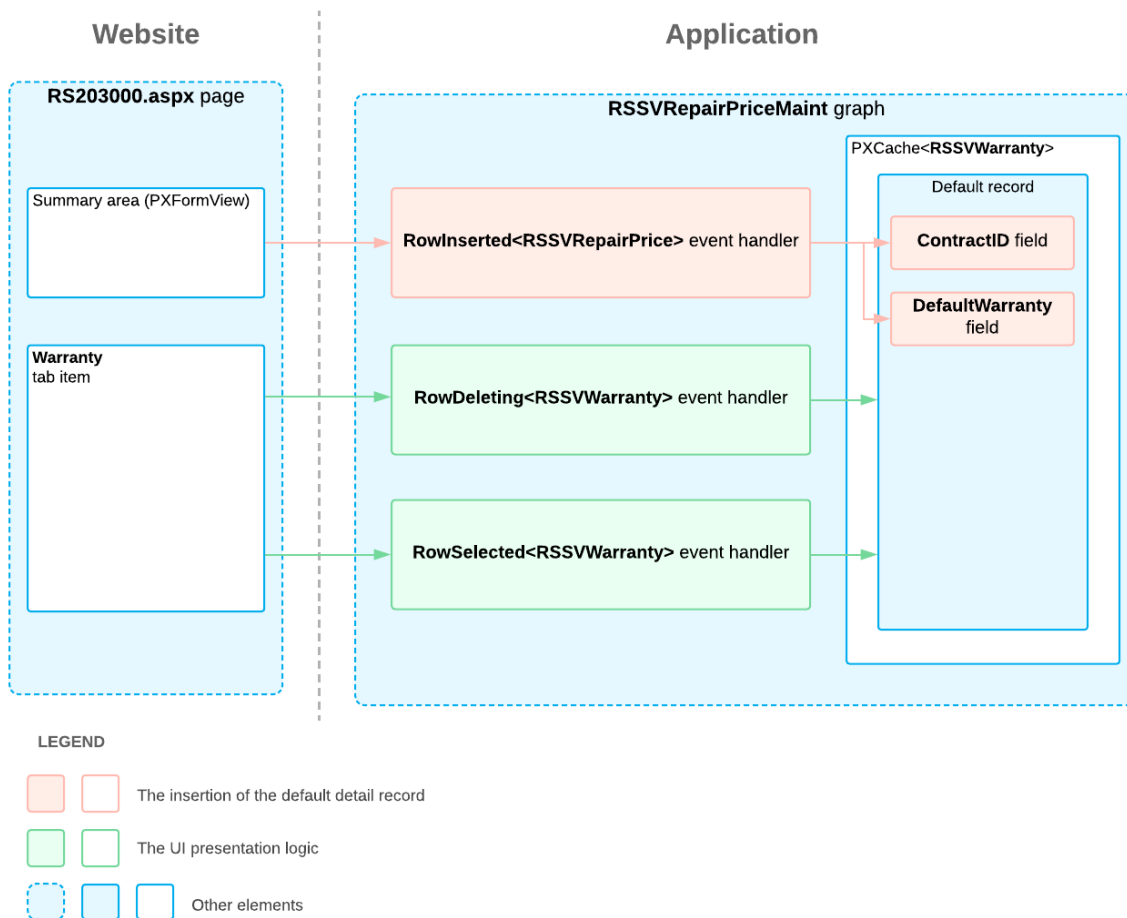 Website
Application
RS203000.aspx page
RSSVRepairPriceMaint graph
PXCache<RSSVWarranty>
Default record
Summary area (PXFormView)
RowInserted<RSSVRepairPrice> event handler
ContractID field
DefaultWarranty
field
Warranty
tab item
RowDeleting<RSSVWarranty> event handler
RowSelected<RSSVWarranty> event handler
LEGEND
The insertion of the default detail record
The UI presentation logic
Other elements